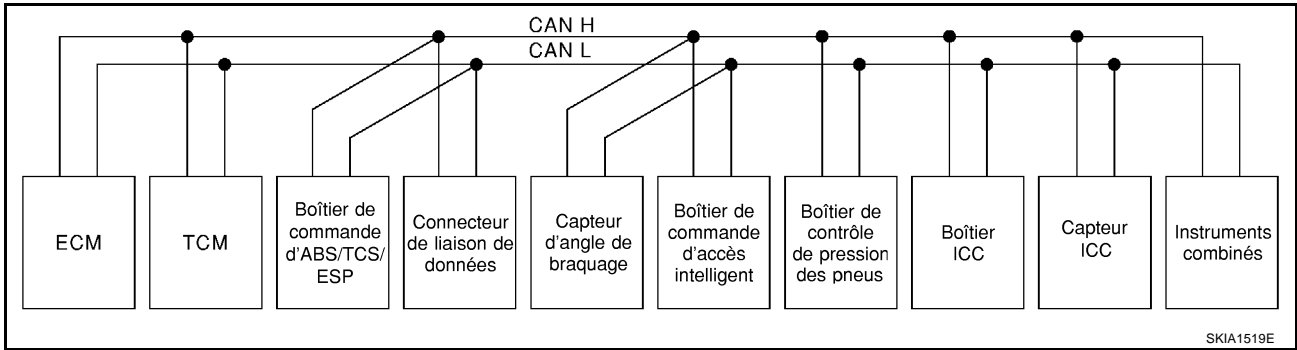 CAN H
CAN L
ECM
TCM
Boîtier de
commande
d'ABS/TCS/
ESP
Connecteur
de liaison de
données
Capteur
d'angle de
braquage
Boîtier de
commande
d'accès
intelligent
Boîtier de
contrôle
de pression
des pneus
Boîtier
ICC
Capteur
ICC
Instruments
combinés
SKIA1519E